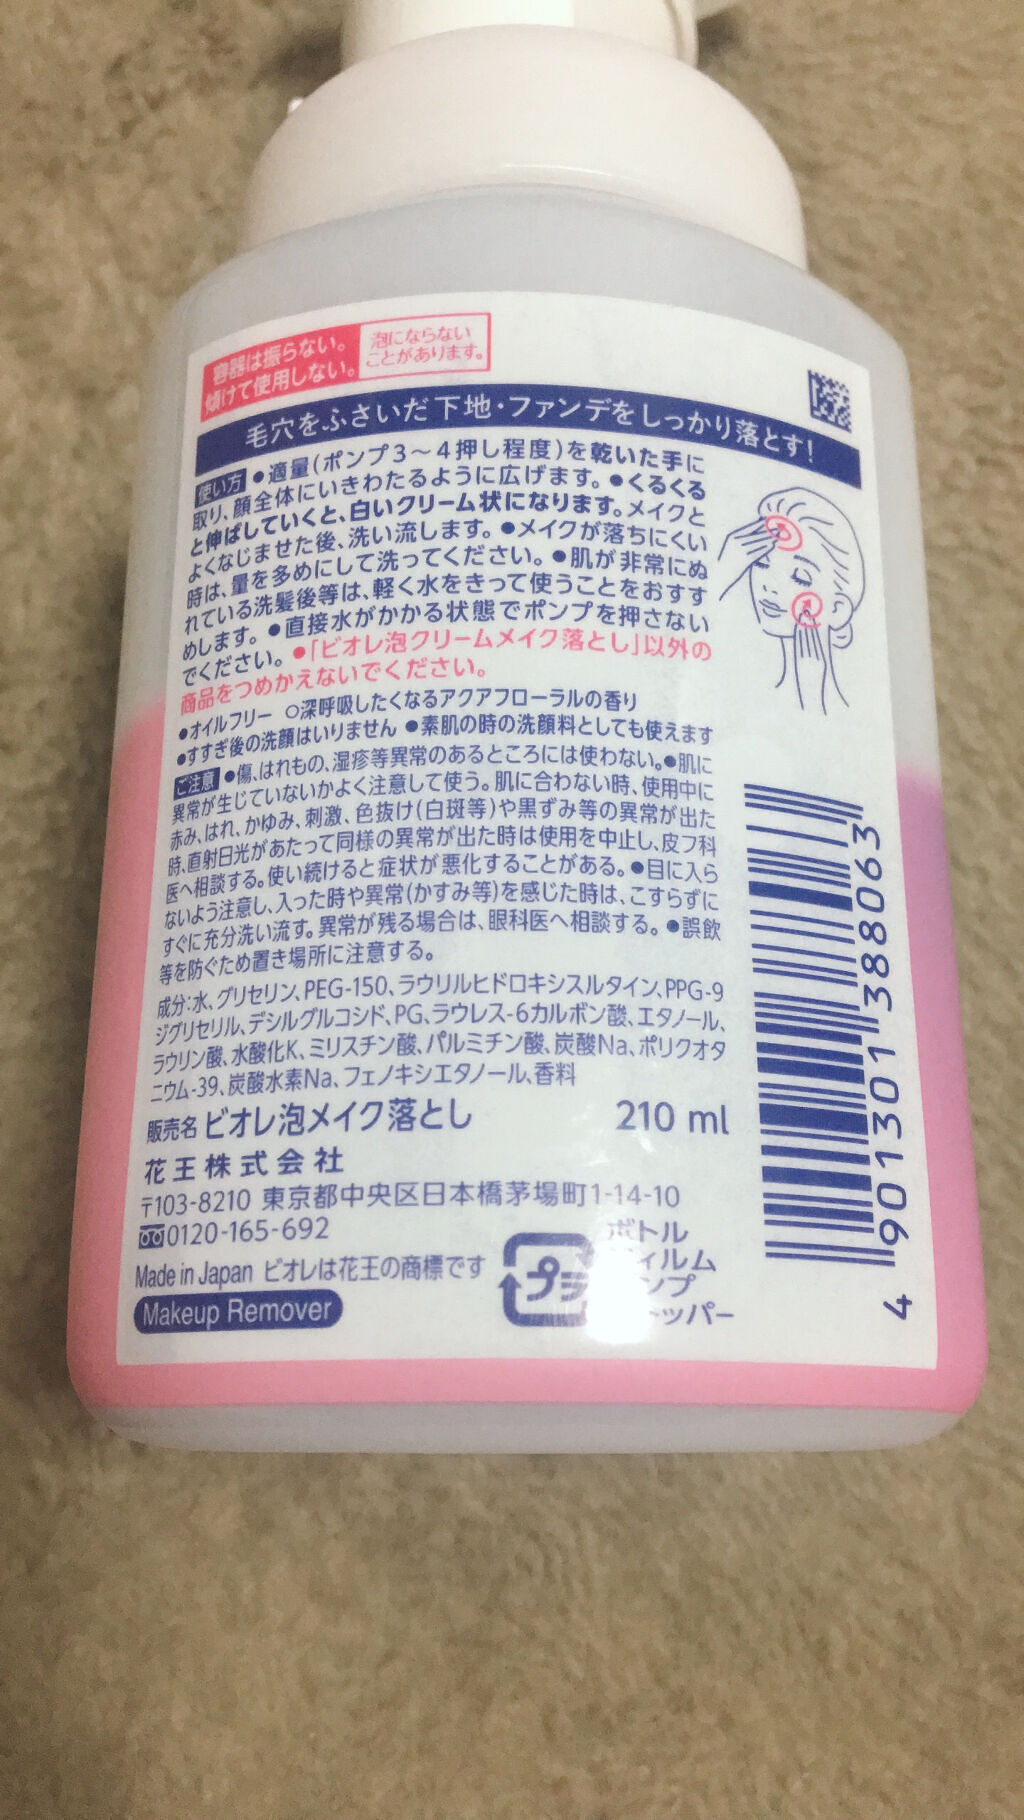 容器は振らない。
傾けて使用しない。
泡にならない
ことがあります。
毛穴をふさいだ下地・ファンデをしっかり落とす!
使い方 ●適量(ポンプ3〜4押し程度)を乾いた手に
取り、顔全体にいきわたるように広げます。●くるくる
と伸ばしていくと、白いクリーム状になります。メイクと
よくなじませた後、洗い流します。●メイクが落ちにくい
時は、量を多めにして洗ってください。●肌が非常にぬ
れている洗髪後等は、軽く水をきって使うことをおすす
めします。●直接水がかかる状態でポンプを押さない
でください。●「ビオレ泡クリームメイク落とし」以外の
商品をつめかえないでください。
●オイルフリー ○深呼吸したくなるアクアフローラルの香り
●すすぎ後の洗顔はいりません ●素肌の時の洗顔料としても使えます
ご注意 ●傷、はれもの、湿疹等異常のあるところには使わない。●肌に
異常が生じていないかよく注意して使う。肌に合わない時、使用中に
赤み、はれ、かゆみ、刺激、色抜け(白斑等)や黒ずみ等の異常が出た
時、直射日光があたって同様の異常が出た時は使用を中止し、皮フ科
医へ相談する。使い続けると症状が悪化することがある。●目に入ら
ないよう注意し、入った時や異常(かすみ等)を感じた時は、こすらずに
すぐに充分洗い流す。異常が残る場合は、眼科医へ相談する。●誤飲
等を防ぐため置き場所に注意する。
成分:水、グリセリン、PEG-150、ラウリルヒドロキシスルタイン、PPG-9
ジグリセリル、デシルグルコシド、PG、ラウレス-6カルボン酸、エタノール、
ラウリン酸、水酸化K、ミリスチン酸、パルミチン酸、炭酸Na、ポリクオタ
ニウム-39、炭酸水素Na、フェノキシエタノール、香料
販売名 ビオレ泡メイク落とし 210 ml
花王株式会社
〒103-8210 東京都中央区日本橋茅場町1-14-10
0120-165-692
Made in Japan ビオレは花王の商標です
Makeup Remover
プラ
ボトル
ィルム
ンプ
トッパー
4 901301 388063